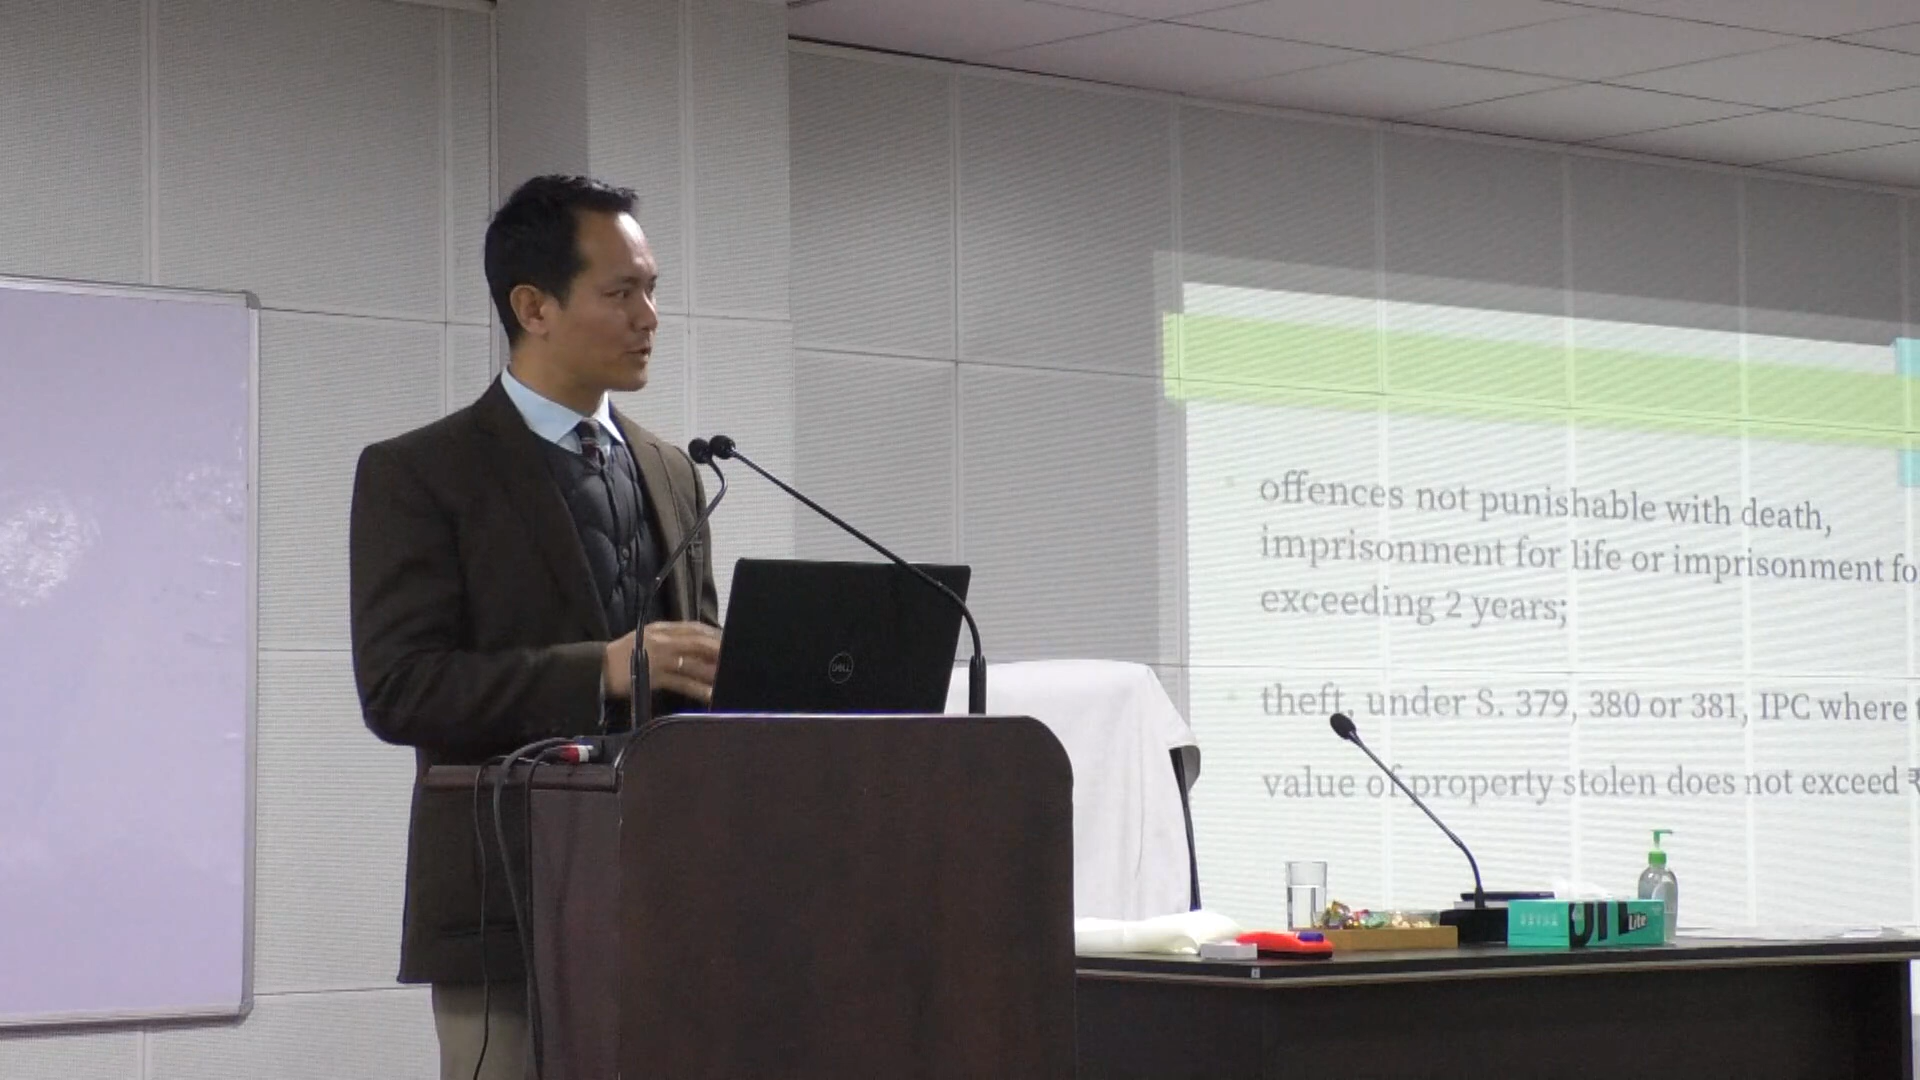 offences not punishable with death,
imprisonment for life or imprisonment fo
exceeding 2 years;
theft, under S. 379, 380 or 381, IPC where
value of property stolen does not exceed ₹
DELL
Lite